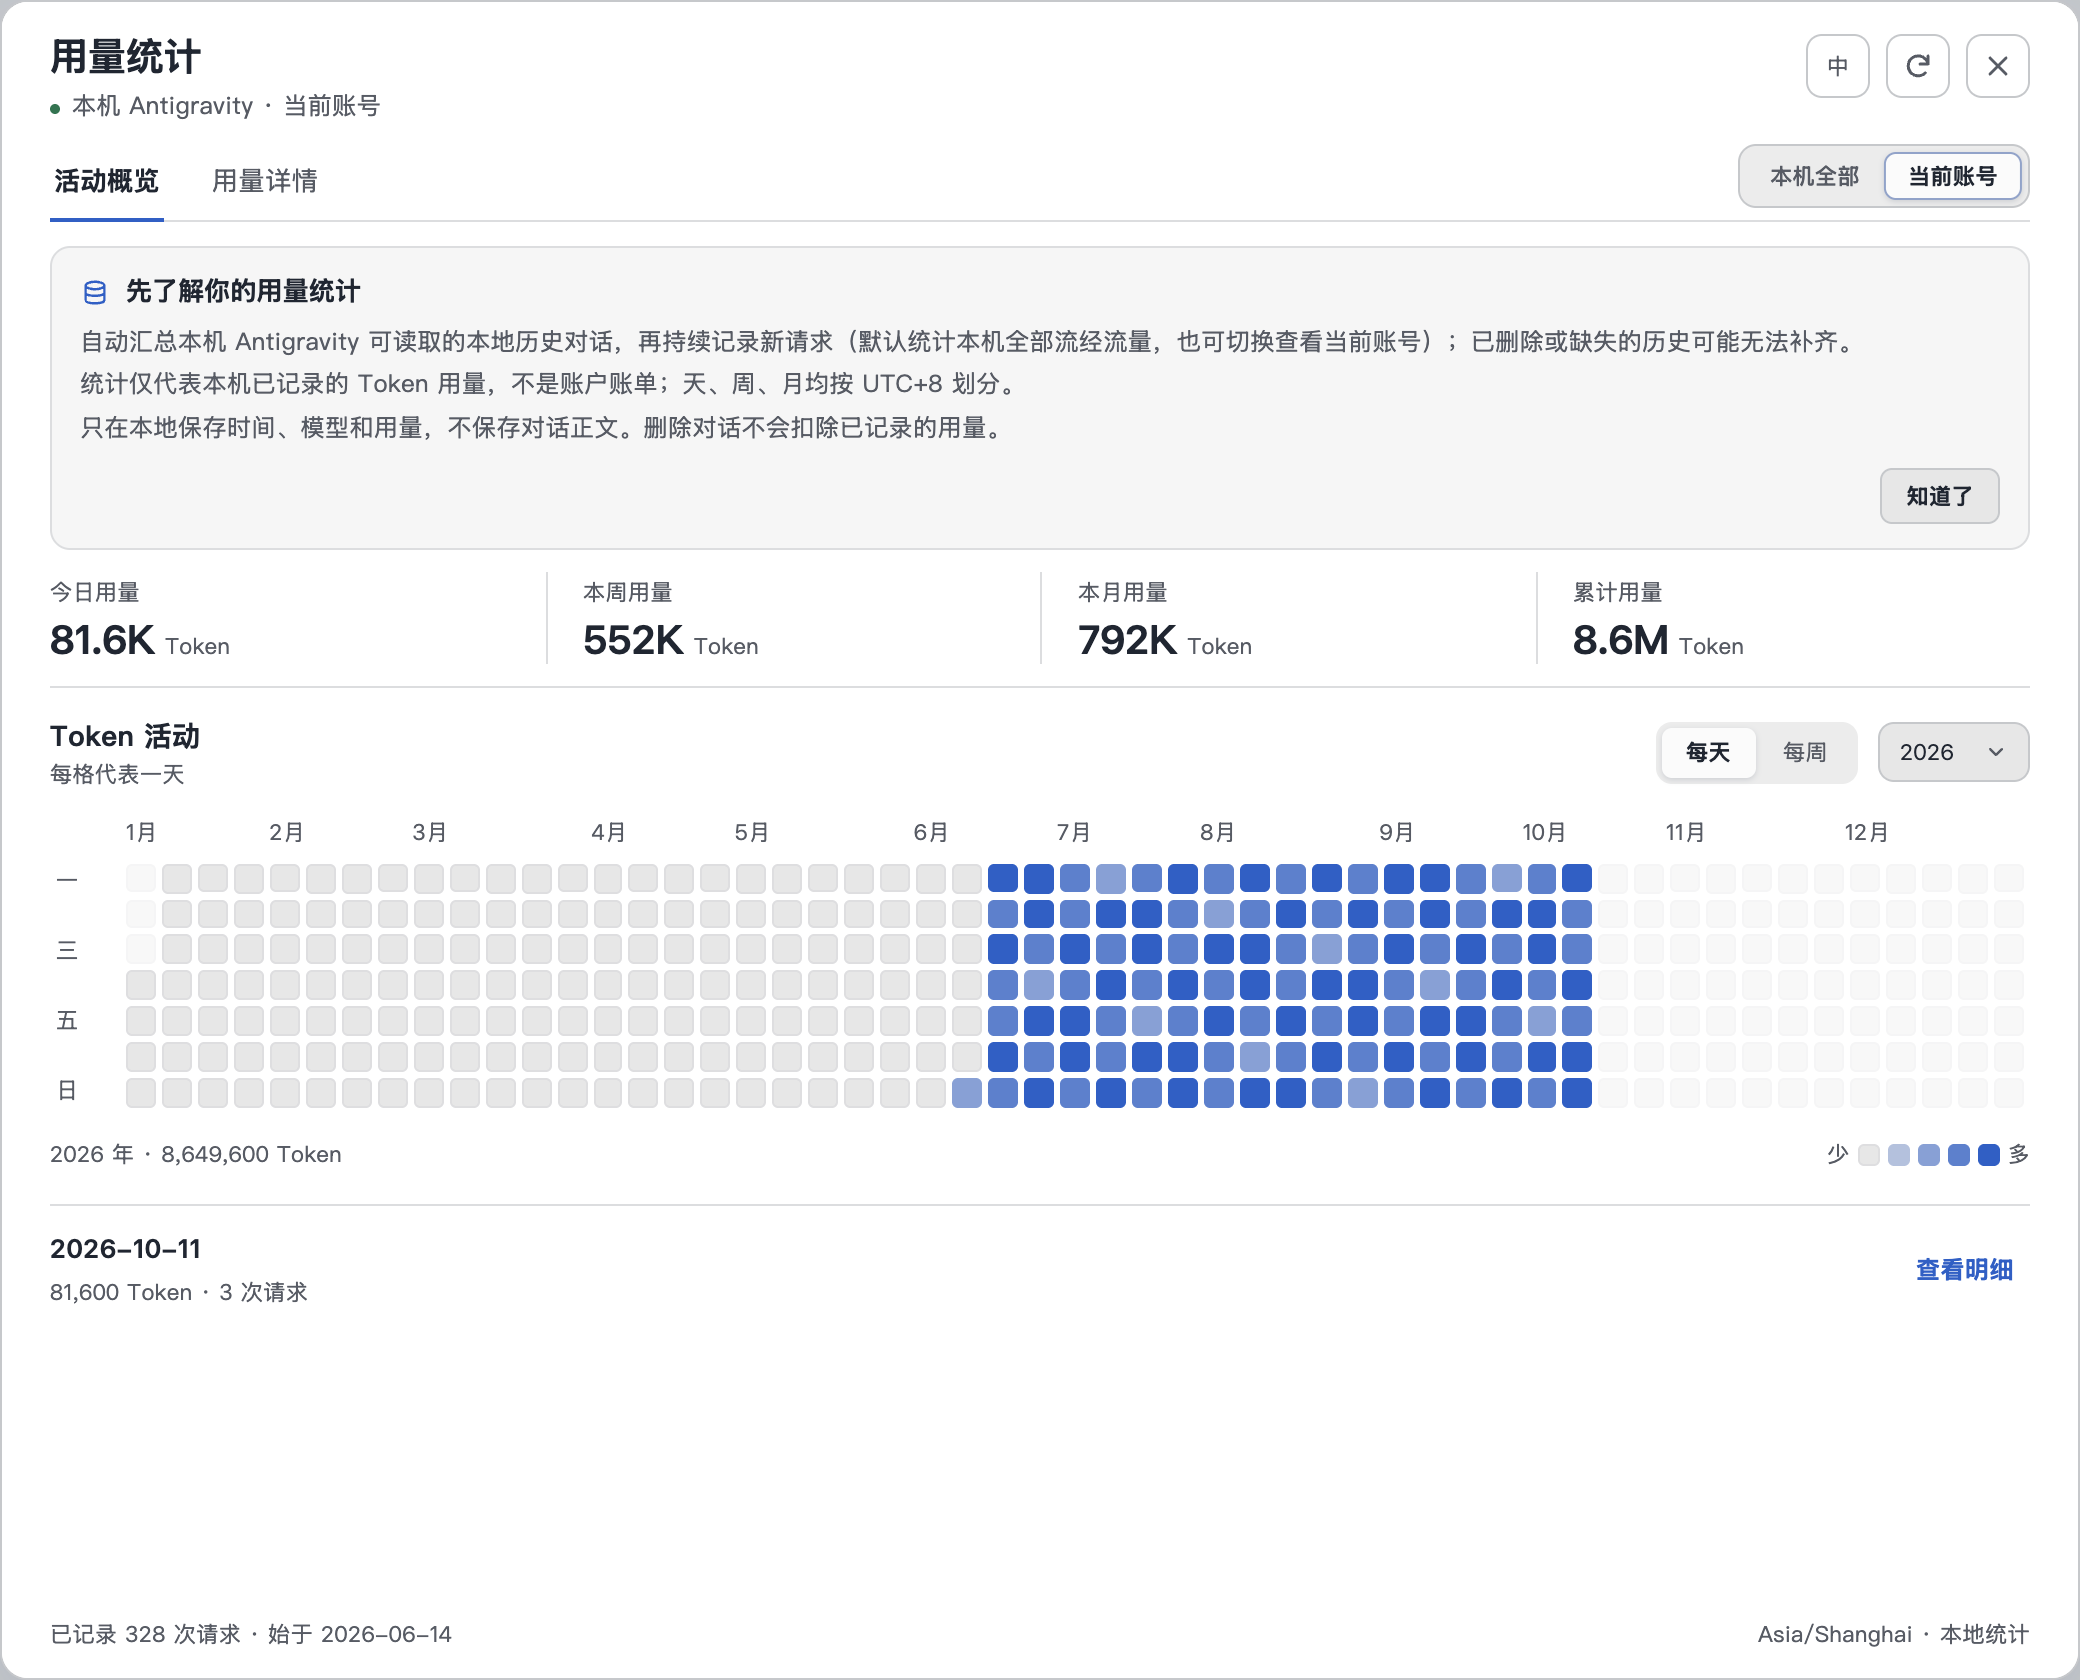 用量统计
中
本机 Antigravity · 当前账号
活动概览
用量详情
本机全部
当前账号
先了解你的用量统计
自动汇总本机 Antigravity 可读取的本地历史对话，再持续记录新请求（默认统计本机全部流经流量，也可切换查看当前账号）；已删除或缺失的历史可能无法补齐。
统计仅代表本机已记录的 Token 用量，不是账户账单；天、周、月均按 UTC+8 划分。
只在本地保存时间、模型和用量，不保存对话正文。删除对话不会扣除已记录的用量。
知道了
今日用量
81.6K Token
本周用量
552K Token
本月用量
792K Token
累计用量
8.6M Token
Token 活动
每格代表一天
每天
每周
2026
1月 2月 3月 4月 5月 6月 7月 8月 9月 10月 11月 12月
一
三
五
日
2026 年 · 8,649,600 Token
少 多
2026-10-11
81,600 Token · 3 次请求
查看明细
已记录 328 次请求 · 始于 2026-06-14
Asia/Shanghai · 本地统计